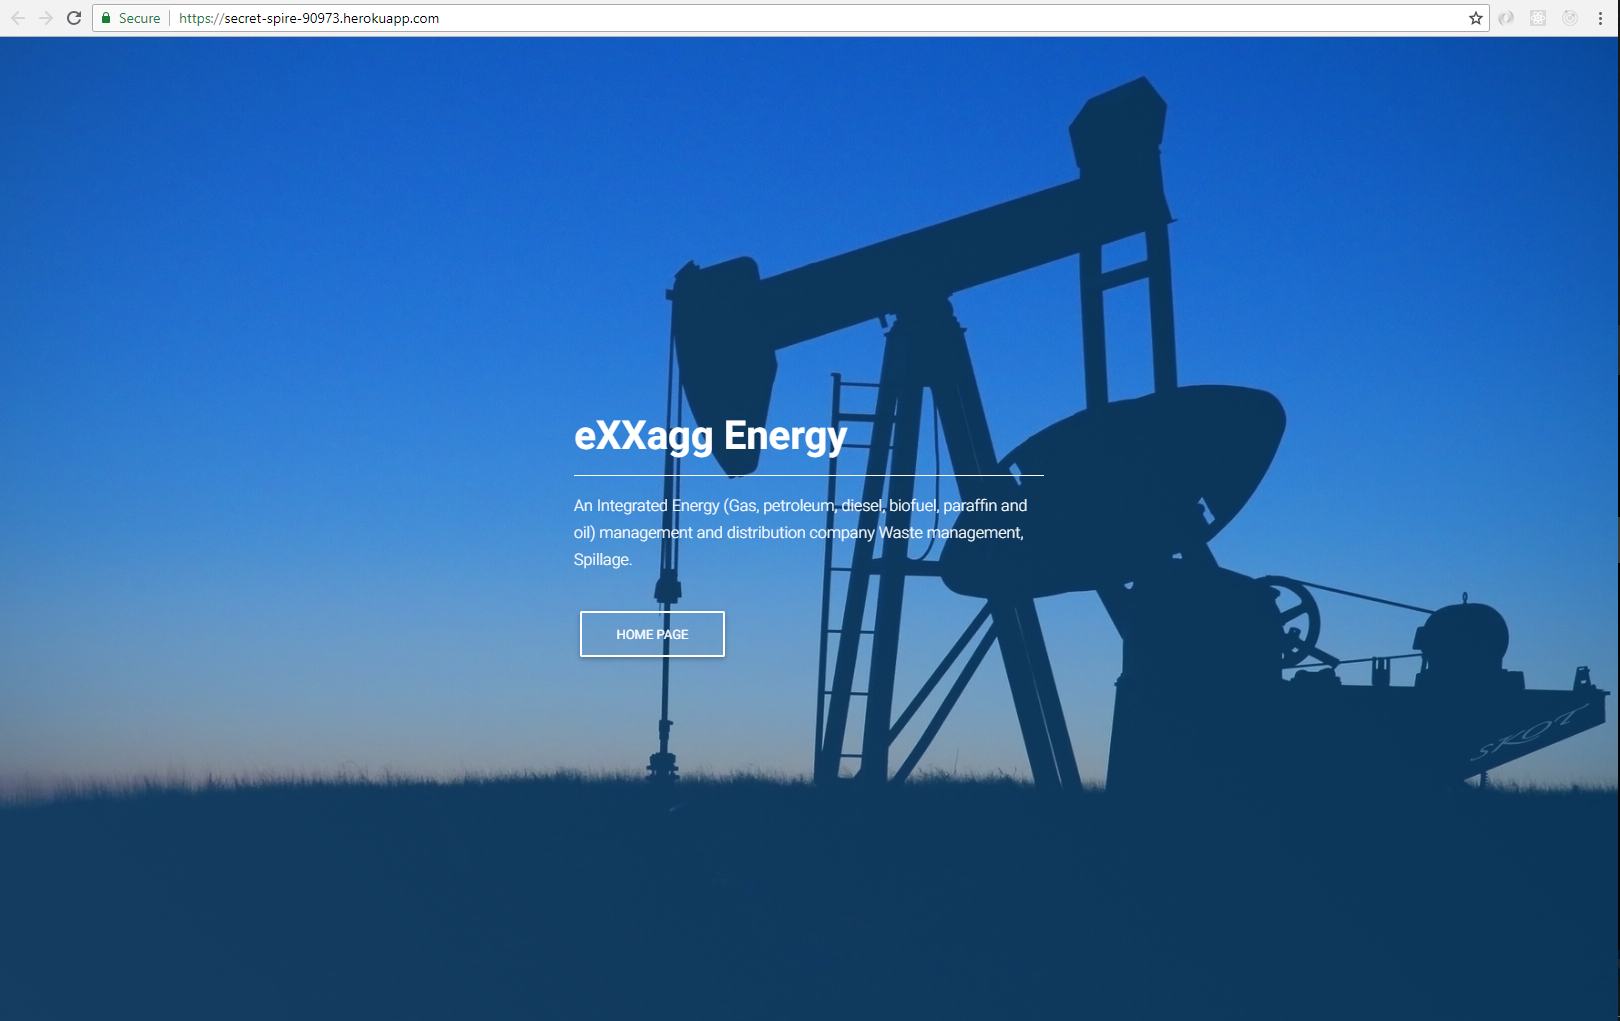 Secure
https://secret-spire-90973.herokuapp.com
eXXagg Energy
An Integrated Energy (Gas, petroleum, diesel, biofuel, paraffin and
oil) management and distribution company Waste management,
Spillage.
HOME PAGE
SKOT